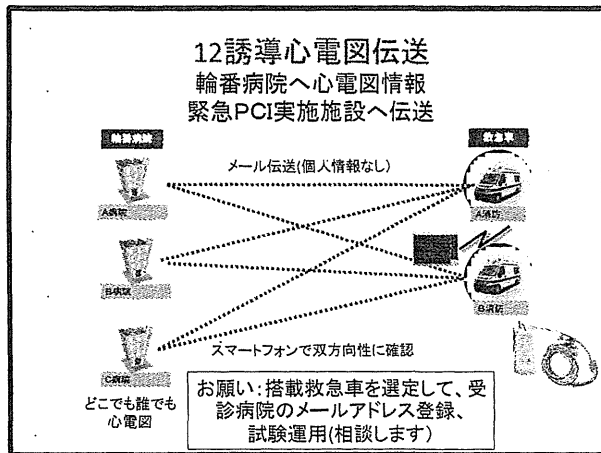 12誘導心電図伝送
輪番病院へ心電図情報
緊急PCI実施施設へ伝送
救急車
メール伝送(個人情報なし)
A病院
A消防
B病院
B消防
C病院
スマートフォンで双方向性に確認
どこでも誰でも
心電図
お願い:搭載救急車を選定して、受
診病院のメールアドレス登録、
試験運用(相談します)